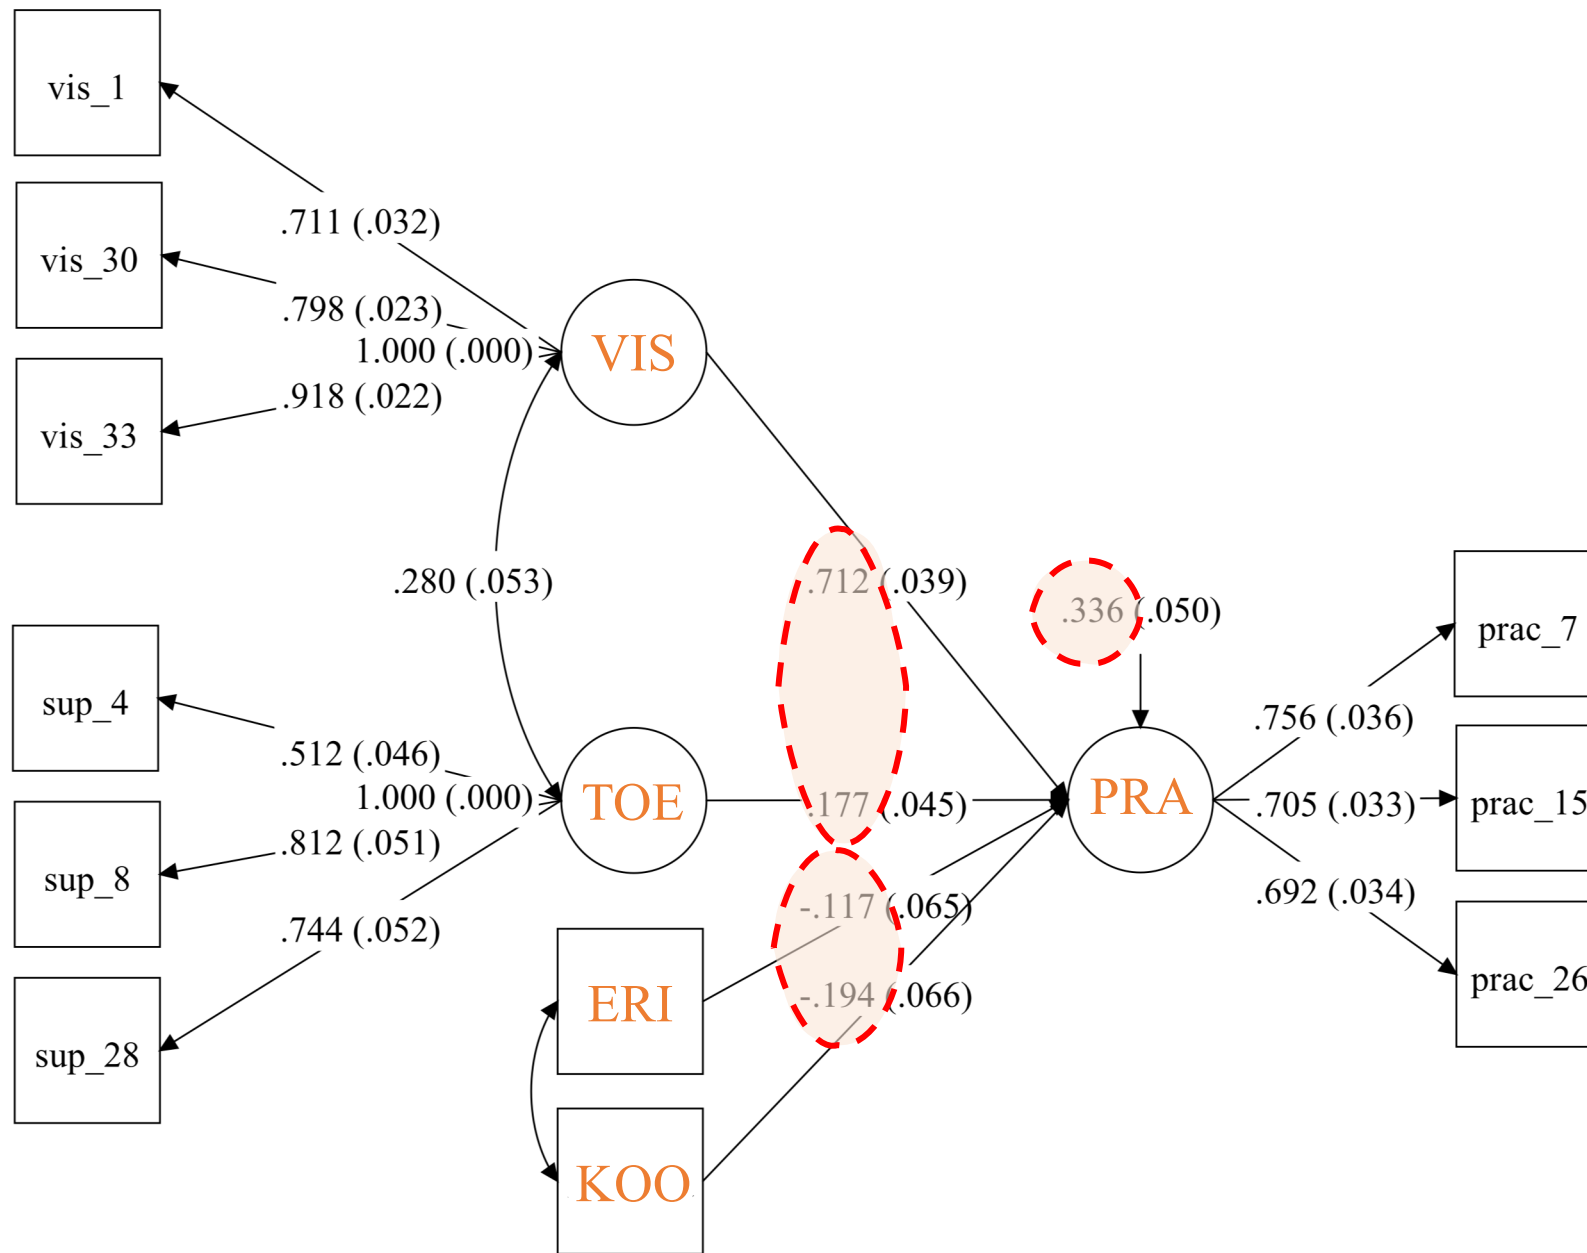 vis_1
.711 (.032)
vis_30
.798 (.023)
1.000 (.000)
VIS
vis_33
.918 (.022)
.280 (.053)
.712 (.039)
.336 (.050)
prac_7
sup_4
.756 (.036)
.512 (.046)
1.000 (.000)
TOE
.177 (.045)
PRA
.705 (.033)
prac_15
sup_8
.812 (.051)
.692 (.034)
-.117 (.065)
.744 (.052)
prac_26
ERI
-.194 (.066)
sup_28
KOO